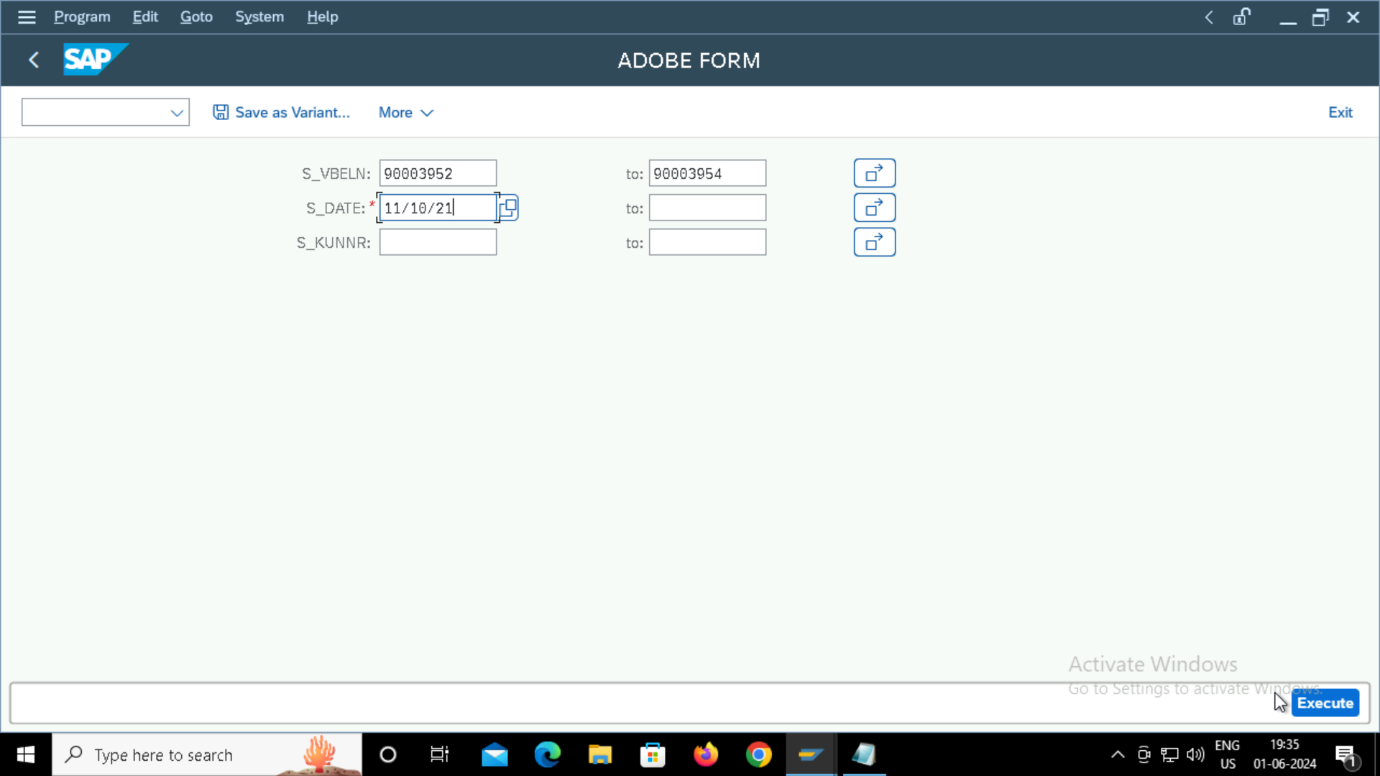 Program Edit Goto System Help
SAP ADOBE FORM
Save as Variant... More Exit
S_VBELN: 90003952 to: 90003954
S_DATE: * 11/10/21 to:
S_KUNNR: to:
Activate Windows
Go to Settings to activate Windows.
Execute
Type here to search
ENG
US
19:35
01-06-2024
1